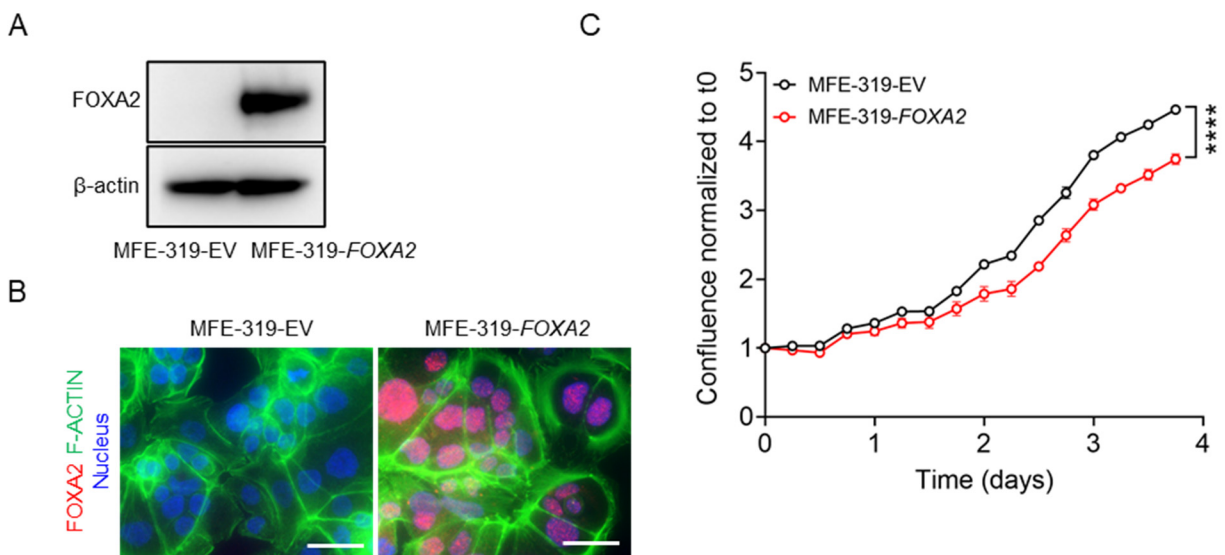 A
FOXA2
β-actin
MFE-319-EV MFE-319-FOXA2
B
MFE-319-EV MFE-319-FOXA2
FOXA2 F-ACTIN
Nucleus
C
MFE-319-EV
MFE-319-FOXA2
****
Confluence normalized to t0
5
4
3
2
1
0
0 1 2 3 4
Time (days)